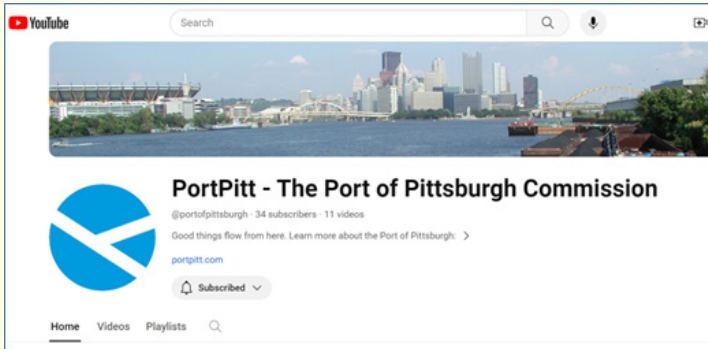 YouTube
Search
PortPitt - The Port of Pittsburgh Commission
@portofpittsburgh · 34 subscribers · 11 videos
Good things flow from here. Learn more about the Port of Pittsburgh:
portpitt.com
Subscribed
Home Videos Playlists